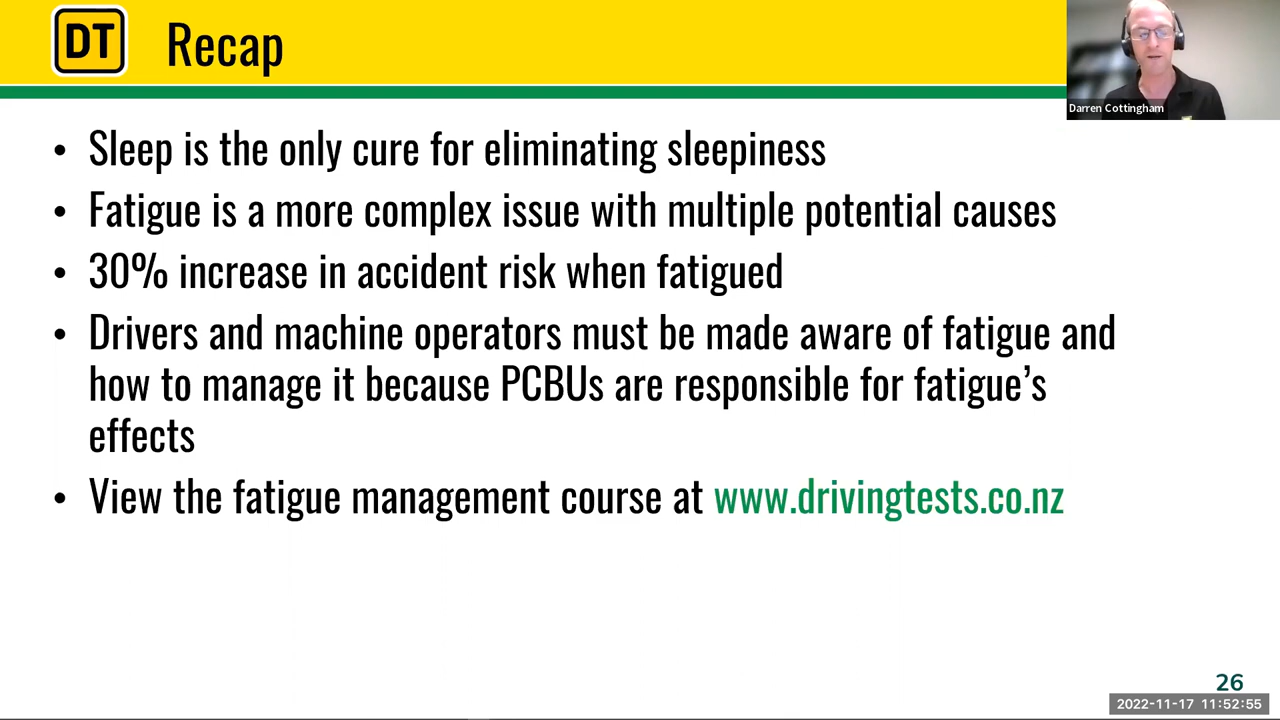 DT
Recap
Darren Cottingham
• Sleep is the only cure for eliminating sleepiness
• Fatigue is a more complex issue with multiple potential causes
• 30% increase in accident risk when fatigued
• Drivers and machine operators must be made aware of fatigue and
how to manage it because PCBUs are responsible for fatigue’s
effects
• View the fatigue management course at www.drivingtests.co.nz
26
2022-11-17 11:52:55